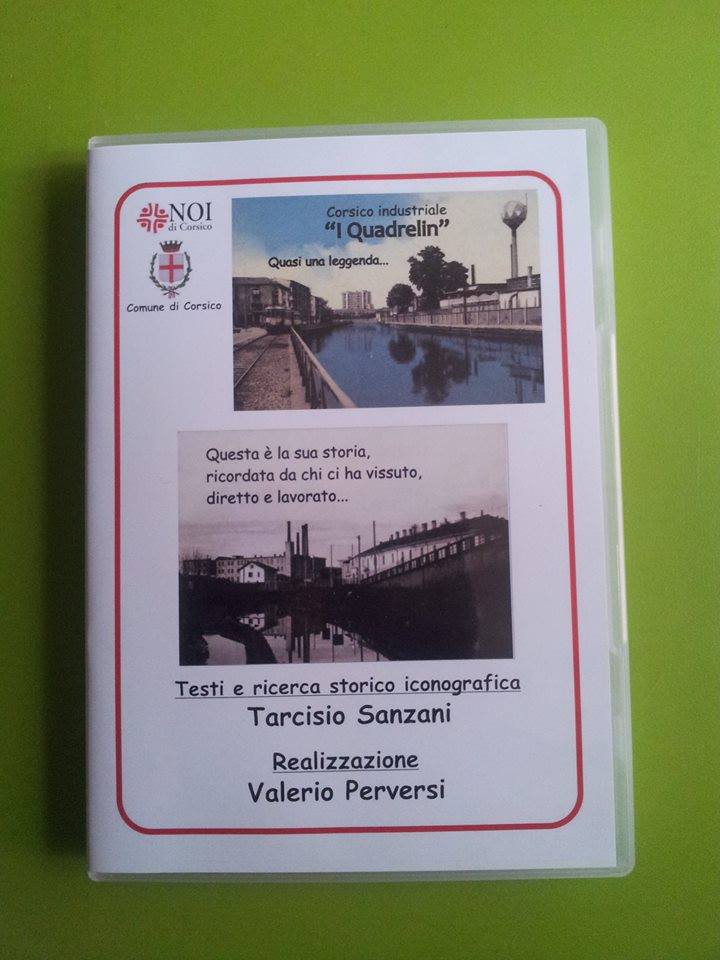 NOI
di Corsico
Comune di Corsico
Corsico industriale
“I Quadrelin”
Quasi una leggenda...
Questa è la sua storia,
ricordata da chi ci ha vissuto,
diretto e lavorato...
Testi e ricerca storico iconografica
Tarcisio Sanzani
Realizzazione
Valerio Perversi